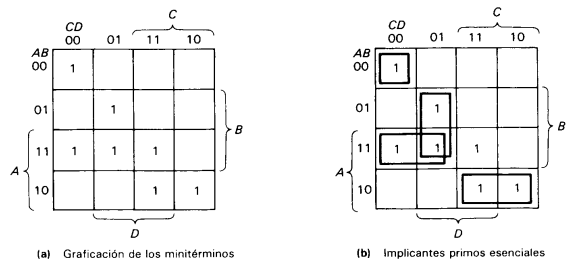 C
CD
00 01 11 10
AB
00 1
01 1
B
11 1 1 1
A
10 1 1
D
(a) Graficación de los minitérminos
C
CD
00 01 11 10
AB
00 1
01 1
B
11 1 1 1
A
10 1 1
D
(b) Implicantes primos esenciales